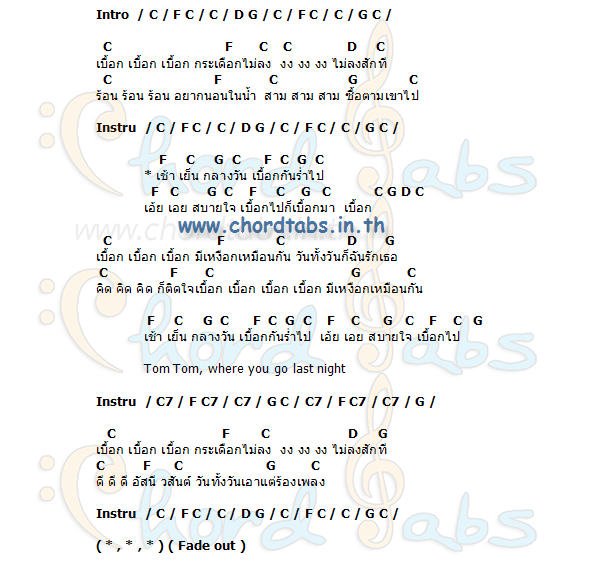 Intro / C / F C / C / D G / C / F C / C / G C /
C F C C D C
เบื้อก เบื้อก เบื้อก กระเดือกไม่ลง งง งง งง ไม่ลงสักที
C F C G C
ร้อน ร้อน ร้อน อยากนอนในน้ำ สาม สาม สาม ซื้อตามเขาไป
Instru / C / F C / C / D G / C / F C / C / G C /
F C G C F C G C
* เช้า เย็น กลางวัน เบื้อกกันร่ำไป
F C G C F C G C C G D C
เอ้ย เอย สบายใจ เบื้อกไปก็เบื้อกมา เบื้อก
www.chordtabs.in.th
C F C D G
เบื้อก เบื้อก เบื้อก มีเหงือกเหมือนกัน วันทั้งวันก็ฉันรักเธอ
C F C G C
คิด คิด คิด ก็ติดใจเบื้อก เบื้อก เบื้อก เบื้อก มีเหงือกเหมือนกัน
F C G C F C G C F C G C F C G
เช้า เย็น กลางวัน เบื้อกกันร่ำไป เอ้ย เอย สบายใจ เบื้อกไป
Tom Tom, where you go last night
Instru / C7 / F C7 / C7 / G C / C7 / F C7 / C7 / G /
C F C D G
เบื้อก เบื้อก เบื้อก กระเดือกไม่ลง งง งง งง ไม่ลงสักที
C F C G C
ดี ดี ดี อัสนี วสันต์ วันทั้งวันเอาแต่ร้องเพลง
Instru / C / F C / C / D G / C / F C / C / G C /
( * , * , * ) ( Fade out )